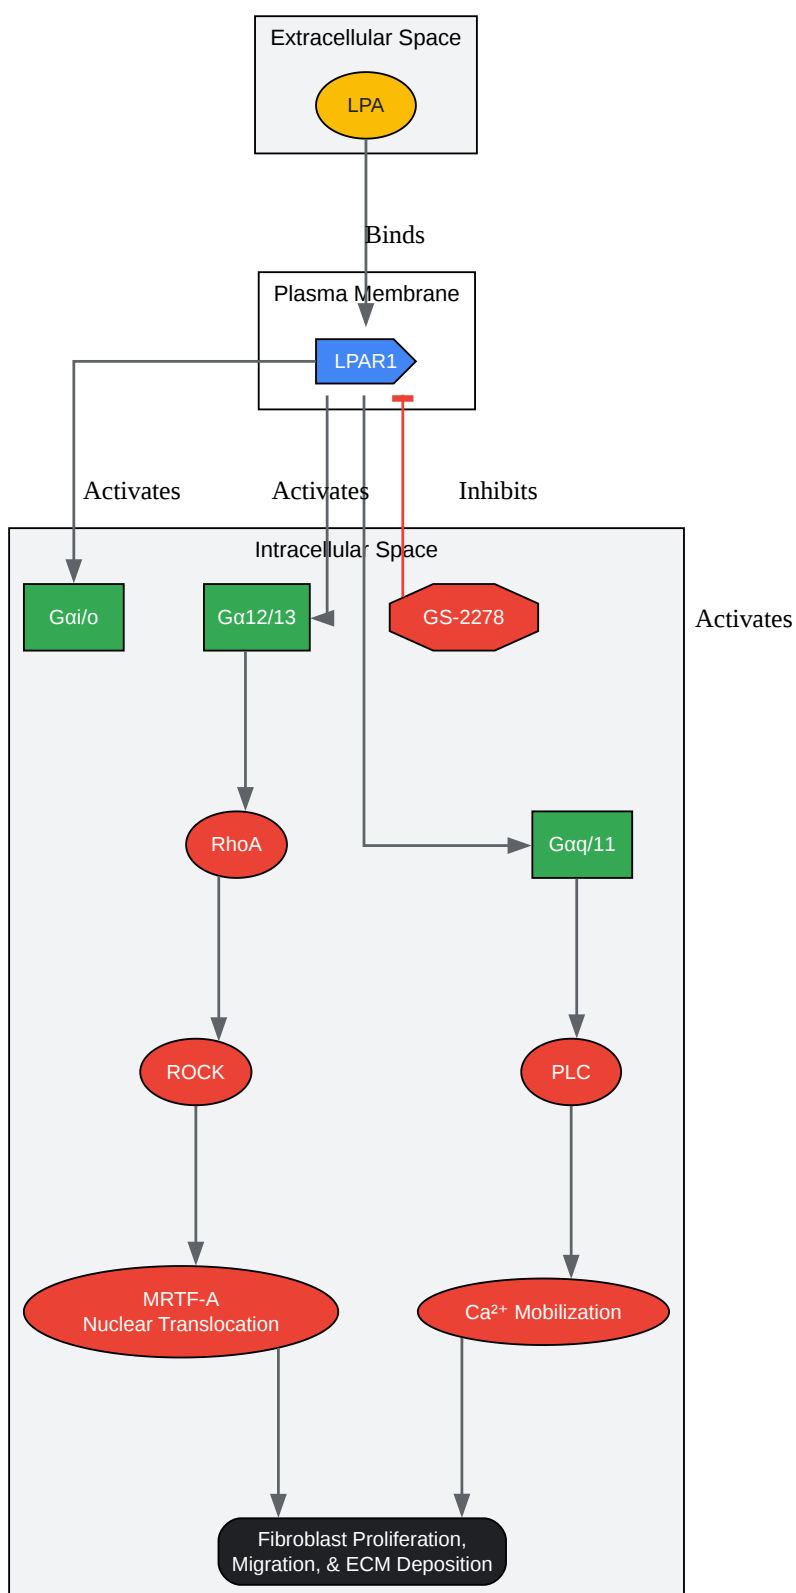 Extracellular Space
LPA
Binds
Plasma Membrane
LPAR1
Activates
Activates
Inhibits
Intracellular Space
Gαi/o
Gα12/13
GS-2278
Activates
RhoA
Gαq/11
ROCK
PLC
MRTF-A
Nuclear Translocation
Ca²⁺ Mobilization
Fibroblast Proliferation,
Migration, & ECM Deposition